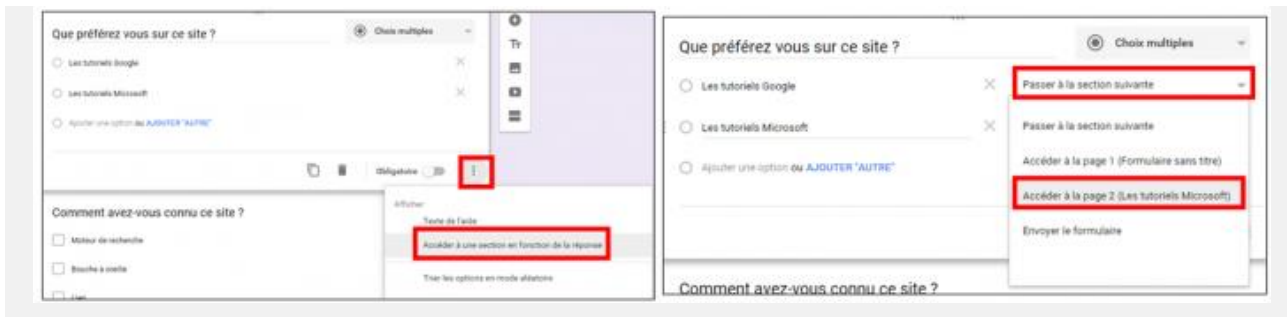 Que préférez vous sur ce site ?
Choix multiples
Les tutoriels Google
Les tutoriels Microsoft
Ajouter une option ou AJOUTER "AUTRE"
Tr
Obligatoire
Afficher
Texte de l'aide
Accéder à une section en fonction de la réponse
Trier les options en mode aléatoire
Comment avez-vous connu ce site ?
Moteur de recherche
Bouche à oreille
Lien
Que préférez vous sur ce site ?
Choix multiples
Les tutoriels Google
Passer à la section suivante
Les tutoriels Microsoft
Passer à la section suivante
Ajouter une option ou AJOUTER "AUTRE"
Accéder à la page 1 (Formulaire sans titre)
Accéder à la page 2 (Les tutoriels Microsoft)
Envoyer le formulaire
Comment avez-vous connu ce site ?